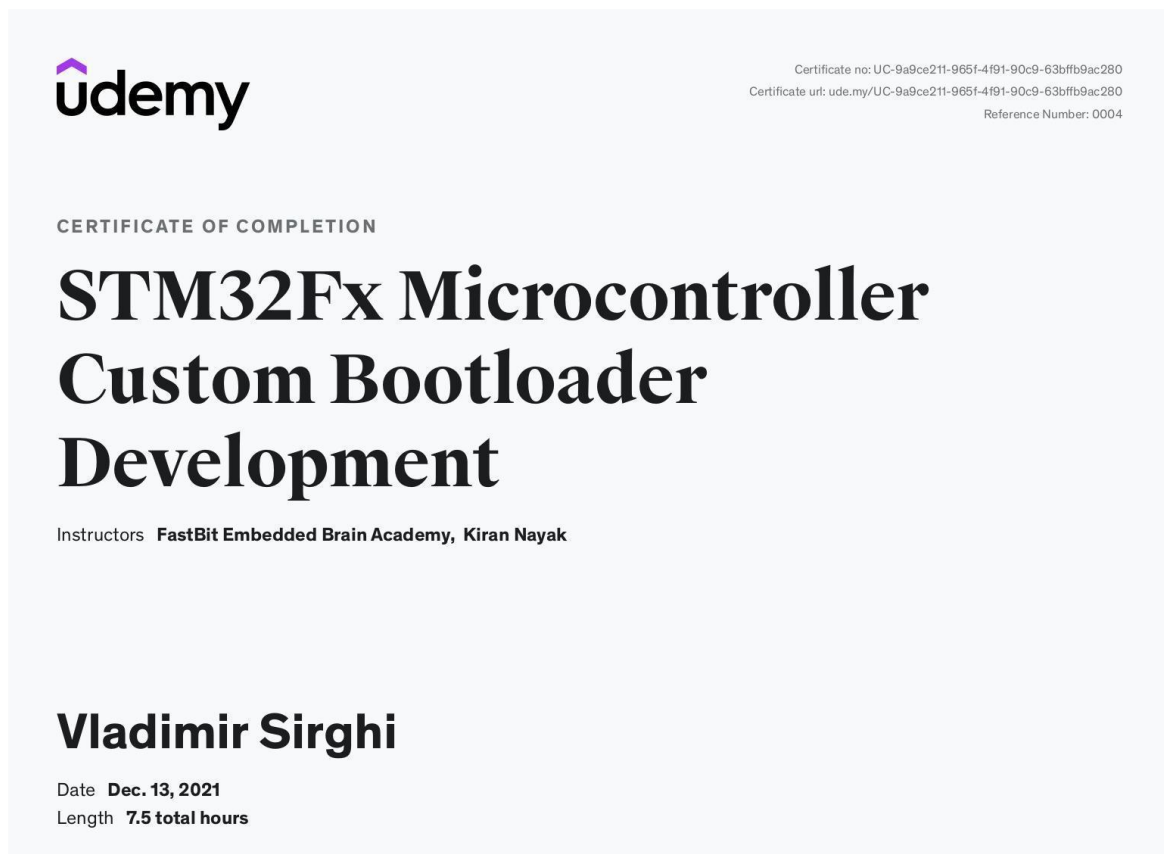 udemy
Certificate no: UC-9a9ce211-965f-4f91-90c9-63bffb9ac280
Certificate url: ude.my/UC-9a9ce211-965f-4f91-90c9-63bffb9ac280
Reference Number: 0004
CERTIFICATE OF COMPLETION
STM32Fx Microcontroller
Custom Bootloader
Development
Instructors FastBit Embedded Brain Academy, Kiran Nayak
Vladimir Sirghi
Date Dec. 13, 2021
Length 7.5 total hours